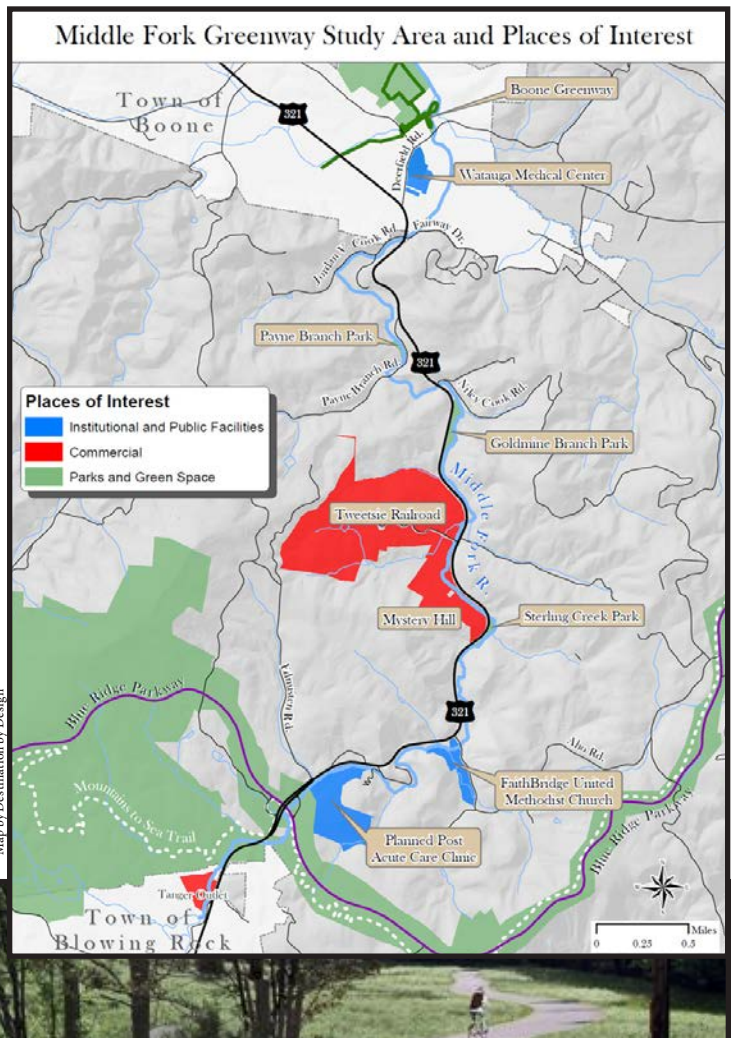 Middle Fork Greenway Study Area and Places of Interest
Town of
Boone
321
Boone Greenway
Deerfield Rd.
Watauga Medical Center
Jordan V Cook Rd
Fairway Dr.
Payne Branch Park
321
Payne Branch Rd.
Niky Cook Rd.
Places of Interest
Institutional and Public Facilities
Commercial
Parks and Green Space
Goldmine Branch Park
Middle Fork R.
Tweetsie Railroad
Mystery Hill
Sterling Creek Park
Blue Ridge Parkway
321
Aho Rd.
Mountains to Sea Trail
FaithBridge United
Methodist Church
Planned Post
Acute Care Clinic
Blue Ridge Parkway
Tanger Outlet
Town of
Blowing Rock
Miles
0 0.25 0.5
Map by Destination by Design